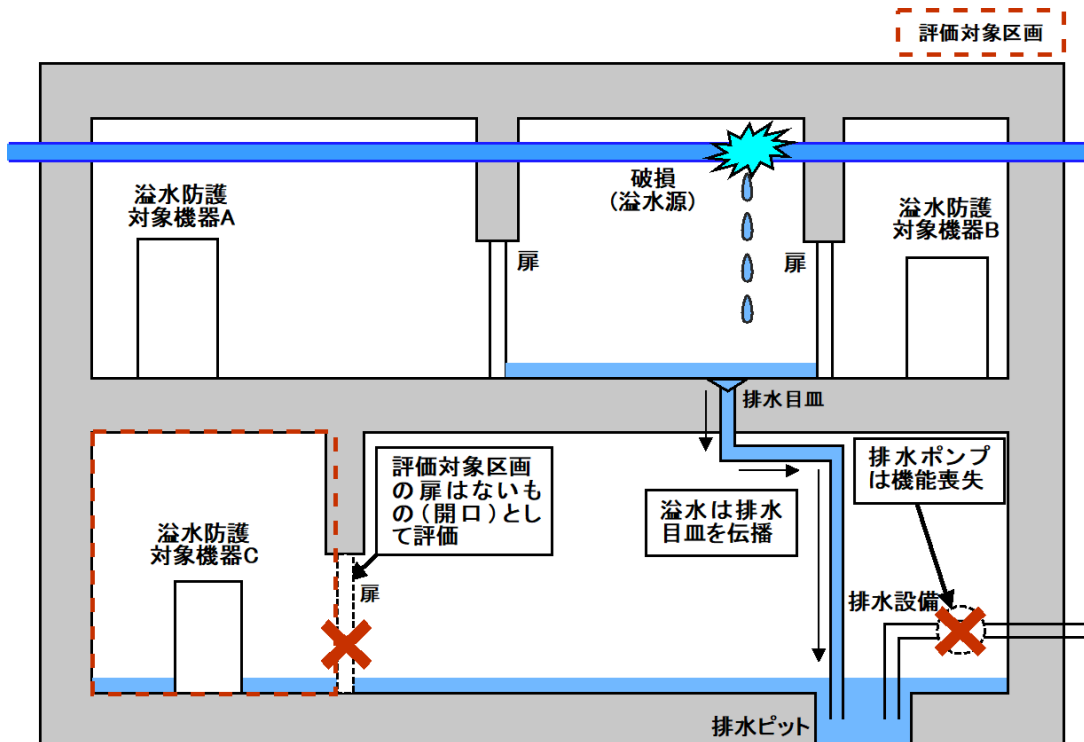 評価対象区画
破損
(溢水源)
溢水防護
対象機器A
溢水防護
対象機器B
扉
扉
排水目皿
評価対象区画
の扉はないも
の(開口)とし
て評価
溢水は排水
目皿を伝播
排水ポンプ
は機能喪失
溢水防護
対象機器C
扉
排水設備
排水ピット